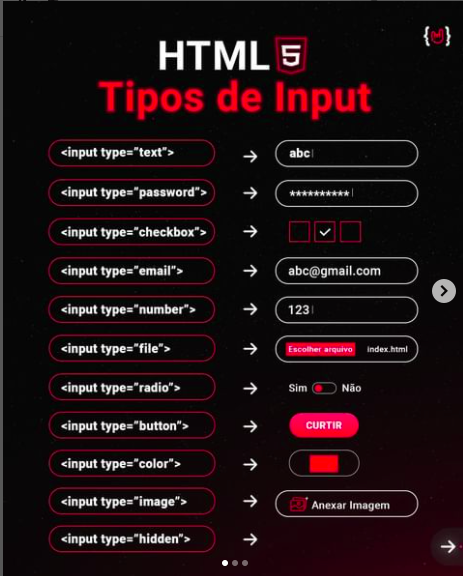 HTML 5
Tipos de Input
<input type="text"> → abc
<input type="password"> → **********
<input type="checkbox"> →
<input type="email"> → abc@gmail.com
<input type="number"> → 123
<input type="file"> → Escolher arquivo index.html
<input type="radio"> → Sim Não
<input type="button"> → CURTIR
<input type="color"> →
<input type="image"> → Anexar Imagem
<input type="hidden"> →